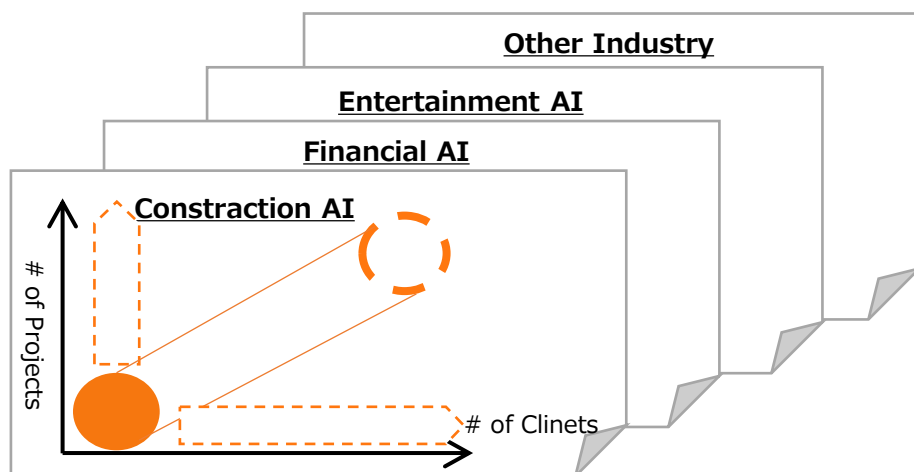 Other Industry
Entertainment AI
Financial AI
Constraction AI
# of Projects
# of Clinets